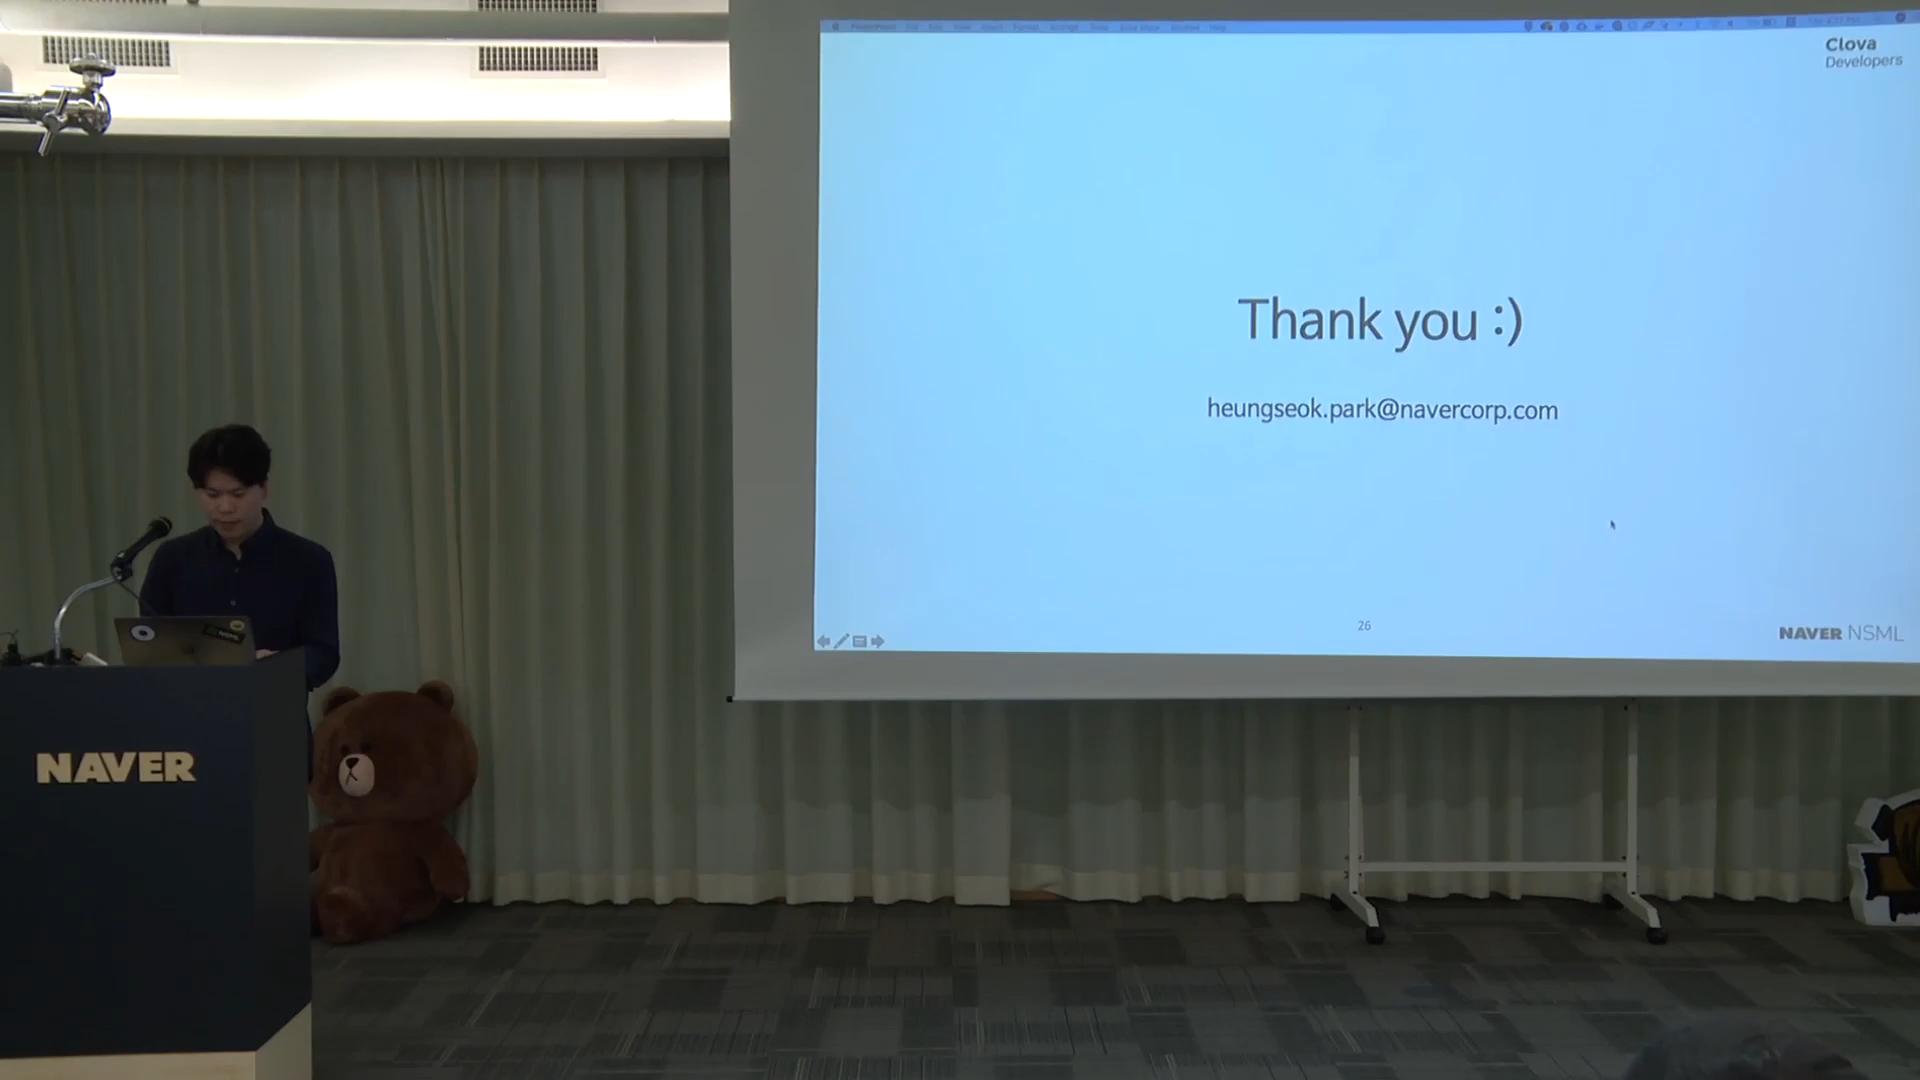 Clova
Developers
Thank you :)
heungseok.park@navercorp.com
26
NAVER NSML
NAVER